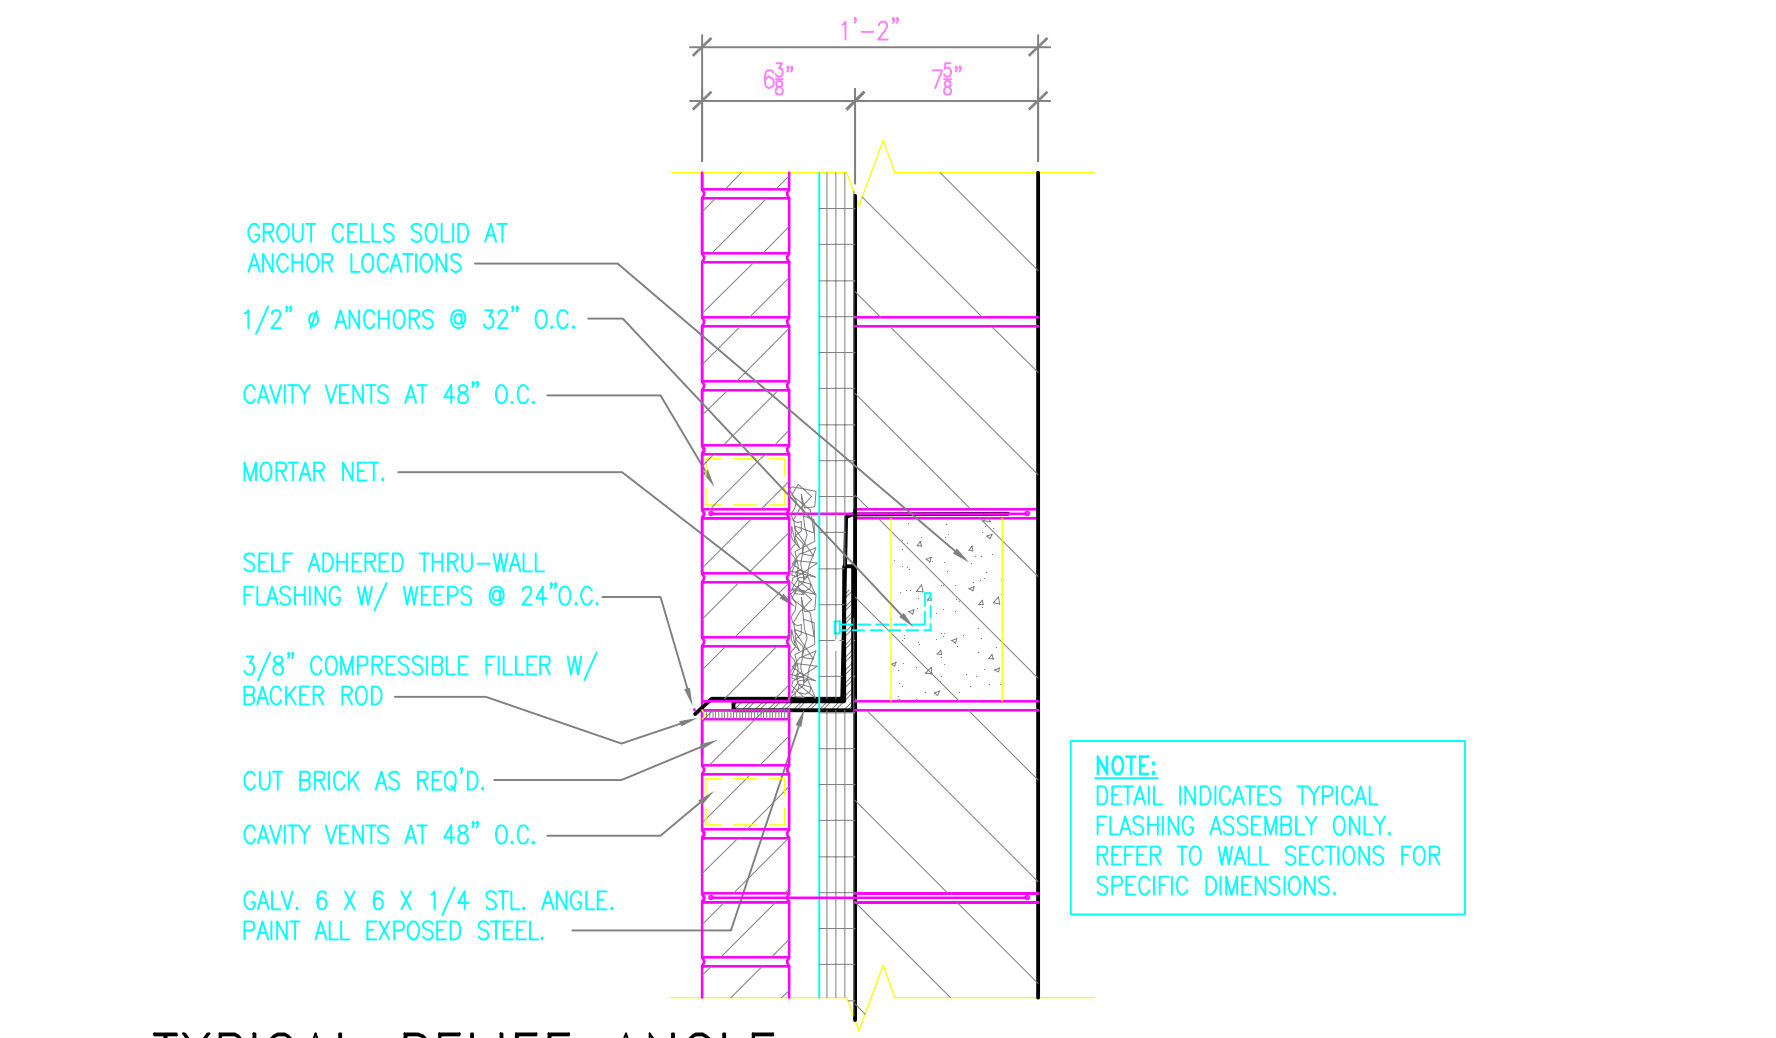 1'-2"
6 3/8"
7 5/8"
GROUT CELLS SOLID AT
ANCHOR LOCATIONS
1/2" ø ANCHORS @ 32" O.C.
CAVITY VENTS AT 48" O.C.
MORTAR NET.
SELF ADHERED THRU-WALL
FLASHING W/ WEEPS @ 24"O.C.
3/8" COMPRESSIBLE FILLER W/
BACKER ROD
CUT BRICK AS REQ'D.
CAVITY VENTS AT 48" O.C.
GALV. 6 X 6 X 1/4 STL. ANGLE.
PAINT ALL EXPOSED STEEL.
NOTE:
DETAIL INDICATES TYPICAL
FLASHING ASSEMBLY ONLY.
REFER TO WALL SECTIONS FOR
SPECIFIC DIMENSIONS.
TYPICAL RELIEF ANGLE